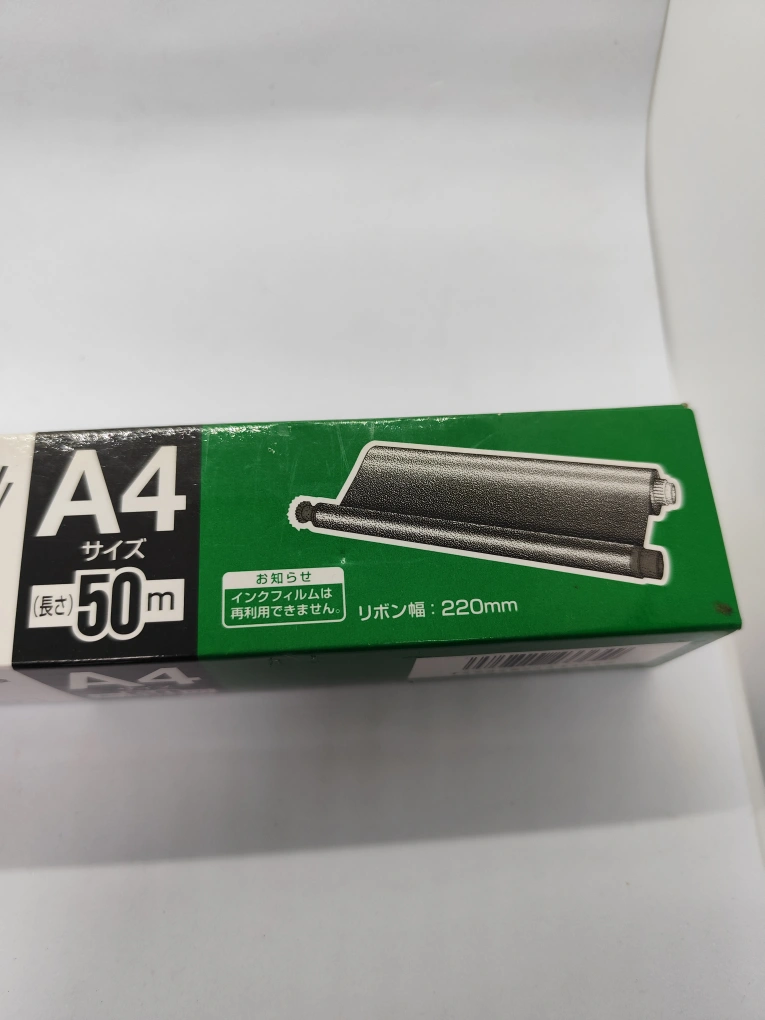 A4
サイズ
(長さ)50m
お知らせ
インクフィルムは
再利用できません。
リボン幅：220mm
A4